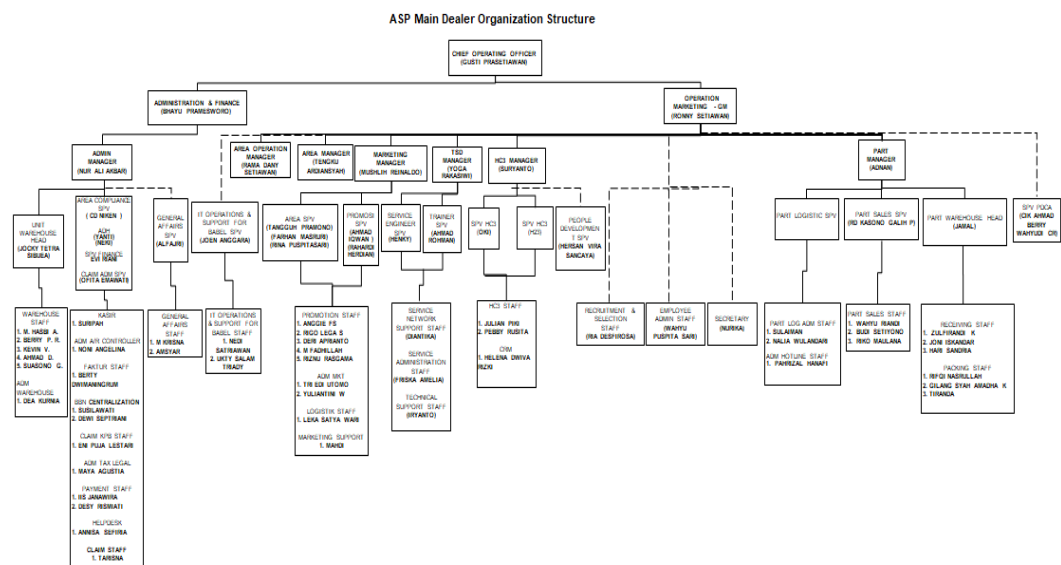 ASP Main Dealer Organization Structure
CHIEF OPERATING OFFICER
(GUSTI PRASETIAWAN)
ADMINISTRATION & FINANCE
(BHAYU PRAMESWORO)
OPERATION
MARKETING - GM
(RONNY SETIAWAN)
ADMIN
MANAGER
(NUR ALI AKBAR)
AREA OPERATION
MANAGER
(RAMA DANY
SETIAWAN)
AREA MANAGER
(TENGKU
ARDIANSYAH)
MARKETING
MANAGER
(MUSHLIH REINALDO)
TSD
MANAGER
(YOGA
RAKASIWI)
HC3 MANAGER
(SURYANTO)
PART
MANAGER
(ADNAN)
UNIT
WAREHOUSE
HEAD
(JOCKY TETRA
SIBUEA)
AREA COMPLIANCE
SPV
( CD NIKEN )
ADH
(YANTI)
(NEKI)
SPV FINANCE
EVI RIANI
CLAIM ADM SPV
(OFITA EMAWATI)
GENERAL
AFFAIRS
SPV
(ALFAJRI)
IT OPERATIONS &
SUPPORT FOR
BABEL SPV
(JOEN ANGGARA)
AREA SPV
(TANGGUH PRAMONO)
(FARHAN MASRURI)
(RINA PUSPITASARI)
PROMOSI
SPV
(AHMAD
IQWAN )
(RAHARDI
HERDIAN)
SERVICE
ENGINEER
SPV
(HENKY)
TRAINER
SPV
(AHMAD
ROHMAN)
SPV HC3
(OKI)
SPV HC3
(HZI)
PEOPLE
DEVELOPMEN
T SPV
(HERSAN VIRA
SANCAYA)
PART LOGISTIC SPV
PART SALES SPV
(RD KASONO GALIH P)
PART WAREHOUSE HEAD
(JAMAL)
SPV PDCA
(CIK AHMAD
BERRY
WAHYUDI CR)
WAREHOUSE
STAFF
1. M. HASBI A.
2. BERRY P. R.
3. KEVIN V.
4. AHMAD D.
5. SUASONO G.
ADM
WAREHOUSE
1. DEA KURNIA
KASIR
1. SURIPAH
ADM AIR CONTROLLER
1. NONI ANGELINA
FAKTUR STAFF
1. BERTY
DWIMANINGRUM
BBN CENTRALIZATION
1. SUSILAWATI
2. DEWI SEPTRIANI
CLAIM KPB STAFF
1. ENI PUJA LESTARI
ADM TAX LEGAL
1. MAYA AGUSTIA
PAYMENT STAFF
1. IIS JANAWIRA
2. DESY RISMIATI
HELPDESK
1. ANNISA SEFIRIA
CLAIM STAFF
1. TARISNA
GENERAL
AFFAIRS
STAFF
1. M KRISNA
2. AMSYAR
IT OPERATIONS
& SUPPORT FOR
BABEL STAFF
1. NEDI
SATRIAWAN
2. UKTY SALAM
TRIADY
PROMOTION STAFF
1. ANGGIE FS
2. RIGO LEGA S
3. DERI APRIANTO
4. M FADHILLAH
5. RIZNU RASGAMA
ADM MKT
1. TRI EDI UTOMO
2. YULIANTINI W
LOGISTIK STAFF
1. LEKA SATYA WARI
MARKETING SUPPORT
1. MAHDI
SERVICE
NETWORK
SUPPORT STAFF
(DIANTIKA)
SERVICE
ADMINISTRATION
STAFF
(FRISKA AMELIA)
TECHNICAL
SUPPORT STAFF
(IRYANTO)
HC3 STAFF
1. JULIAN PIKI
2. PEBBY RUBITA
CRM
1. HELENA DWIVA
RIZKI
RECRUITMENT &
SELECTION
STAFF
(RIA DESFIROSA)
EMPLOYEE
ADMIN STAFF
(WAHYU
PUSPITA SARI)
SECRETARY
(NURIKA)
PART LOG ADM STAFF
1. SULAIMAN
2. NALIA WULANDARI
ADM HOTLINE STAFF
1. PAHRIZAL HANAFI
PART SALES STAFF
1. WAHYU RIANDI
2. BUDI SETIYONO
3. RIKO MAULANA
RECEIVING STAFF
1. ZULFIRANDI K
2. JONI ISKANDAR
3. HARI SANDRIA
PACKING STAFF
1. RIFQI NASRULLAH
2. GILANG SYAH AMADHA K
3. TIRANDA